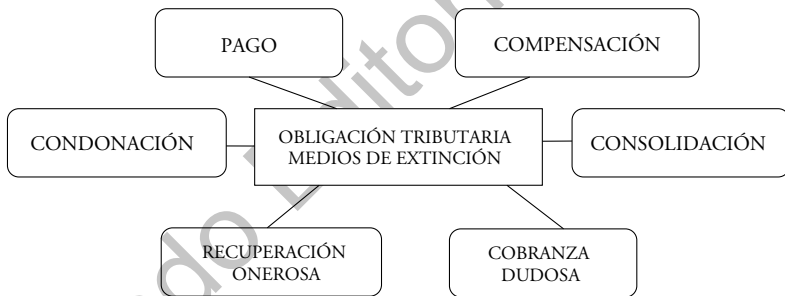 PAGO
COMPENSACIÓN
CONDONACIÓN
OBLIGACIÓN TRIBUTARIA
MEDIOS DE EXTINCIÓN
CONSOLIDACIÓN
RECUPERACIÓN
ONEROSA
COBRANZA
DUDOSA